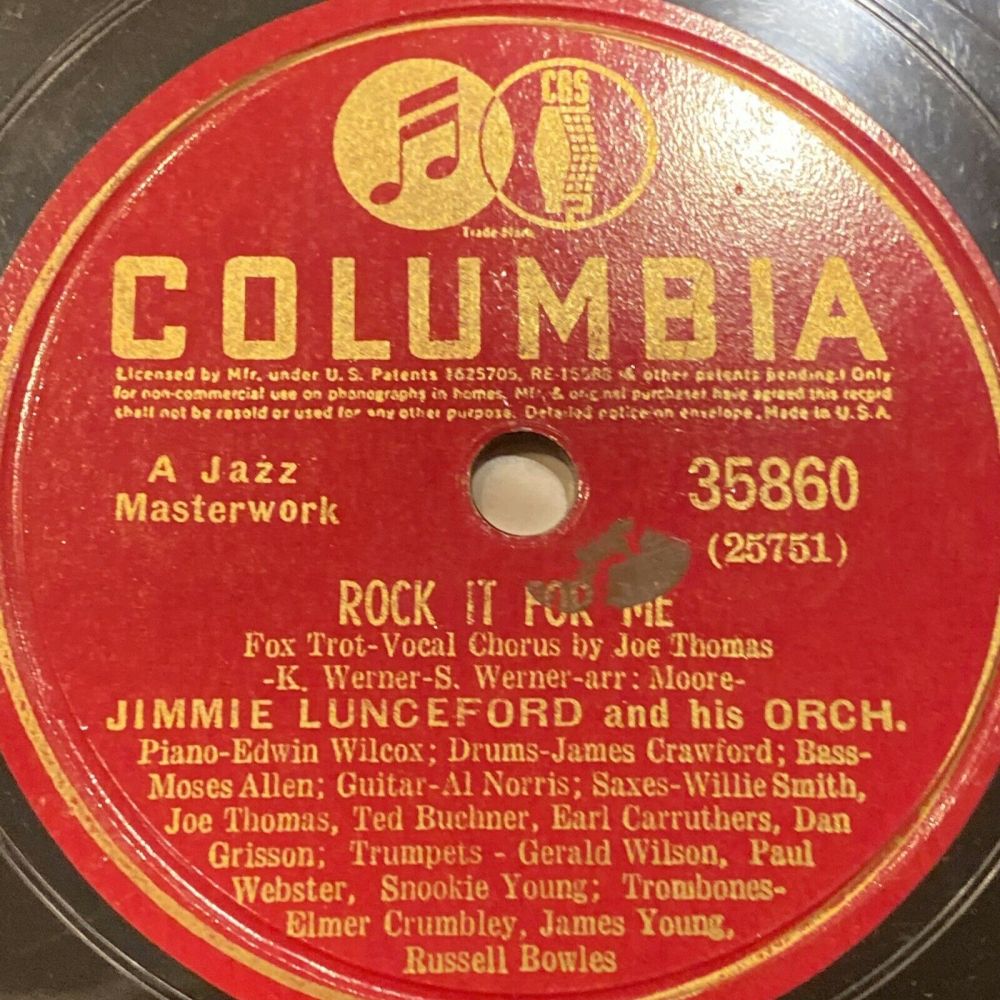 CBS
Trade Mark
COLUMBIA
Licensed by Mfr. under U.S. Patents 1625705, RE-16588 & other patents pending.) Only
for non-commercial use on phonographs in homes. Mfr. & original purchaser have agreed this record
shall not be resold or used for any other purpose. Detailed notice on envelope. Made in U.S.A.
A Jazz
Masterwork
35860
(25751)
ROCK IT FOR ME
Fox Trot-Vocal Chorus by Joe Thomas
-K. Werner-S. Werner-arr: Moore-
JIMMIE LUNCEFORD and his ORCH.
Piano-Edwin Wilcox; Drums-James Crawford; Bass-
Moses Allen; Guitar-Al Norris; Saxes-Willie Smith,
Joe Thomas, Ted Buchner, Earl Carruthers, Dan
Grisson; Trumpets - Gerald Wilson, Paul
Webster, Snookie Young; Trombones-
Elmer Crumbley, James Young,
Russell Bowles